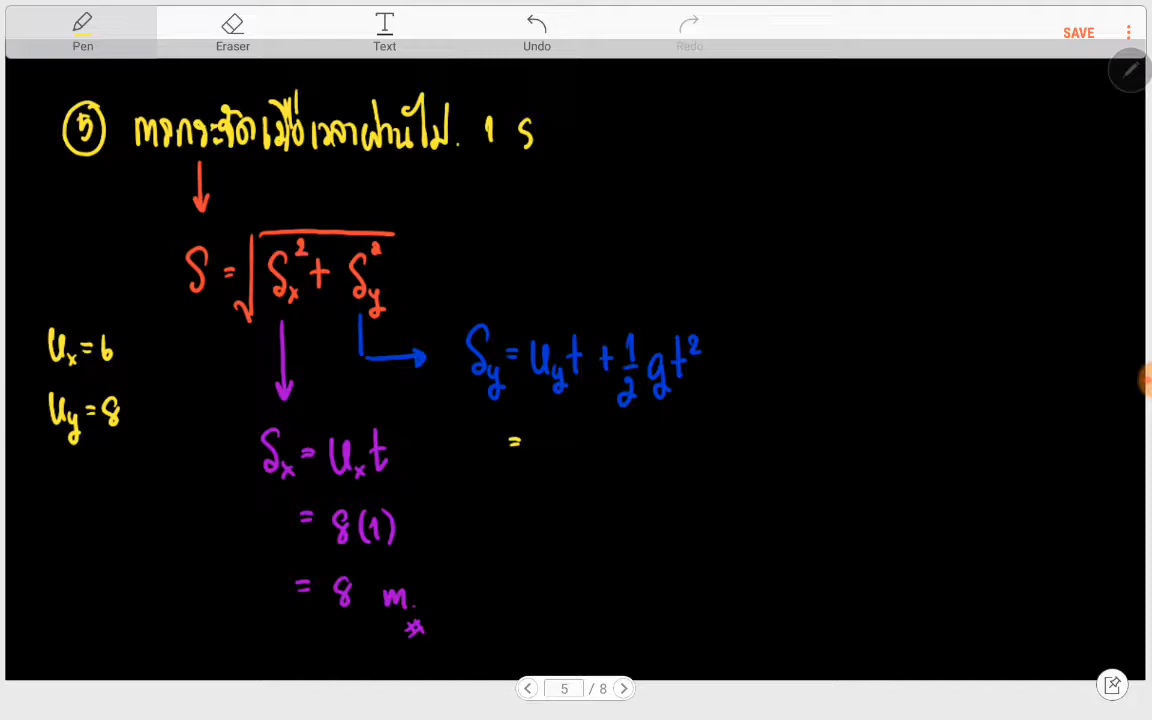 Pen Eraser Text Undo Redo SAVE
5 การกระจัดเมื่อเวลาผ่านไป. 1 s
S = √(Sx² + Sy²)
ux = 6
uy = 8
Sy = uyt + 1/2 gt²
=
Sx = uxt
= 8(1)
= 8 m.
5 / 8